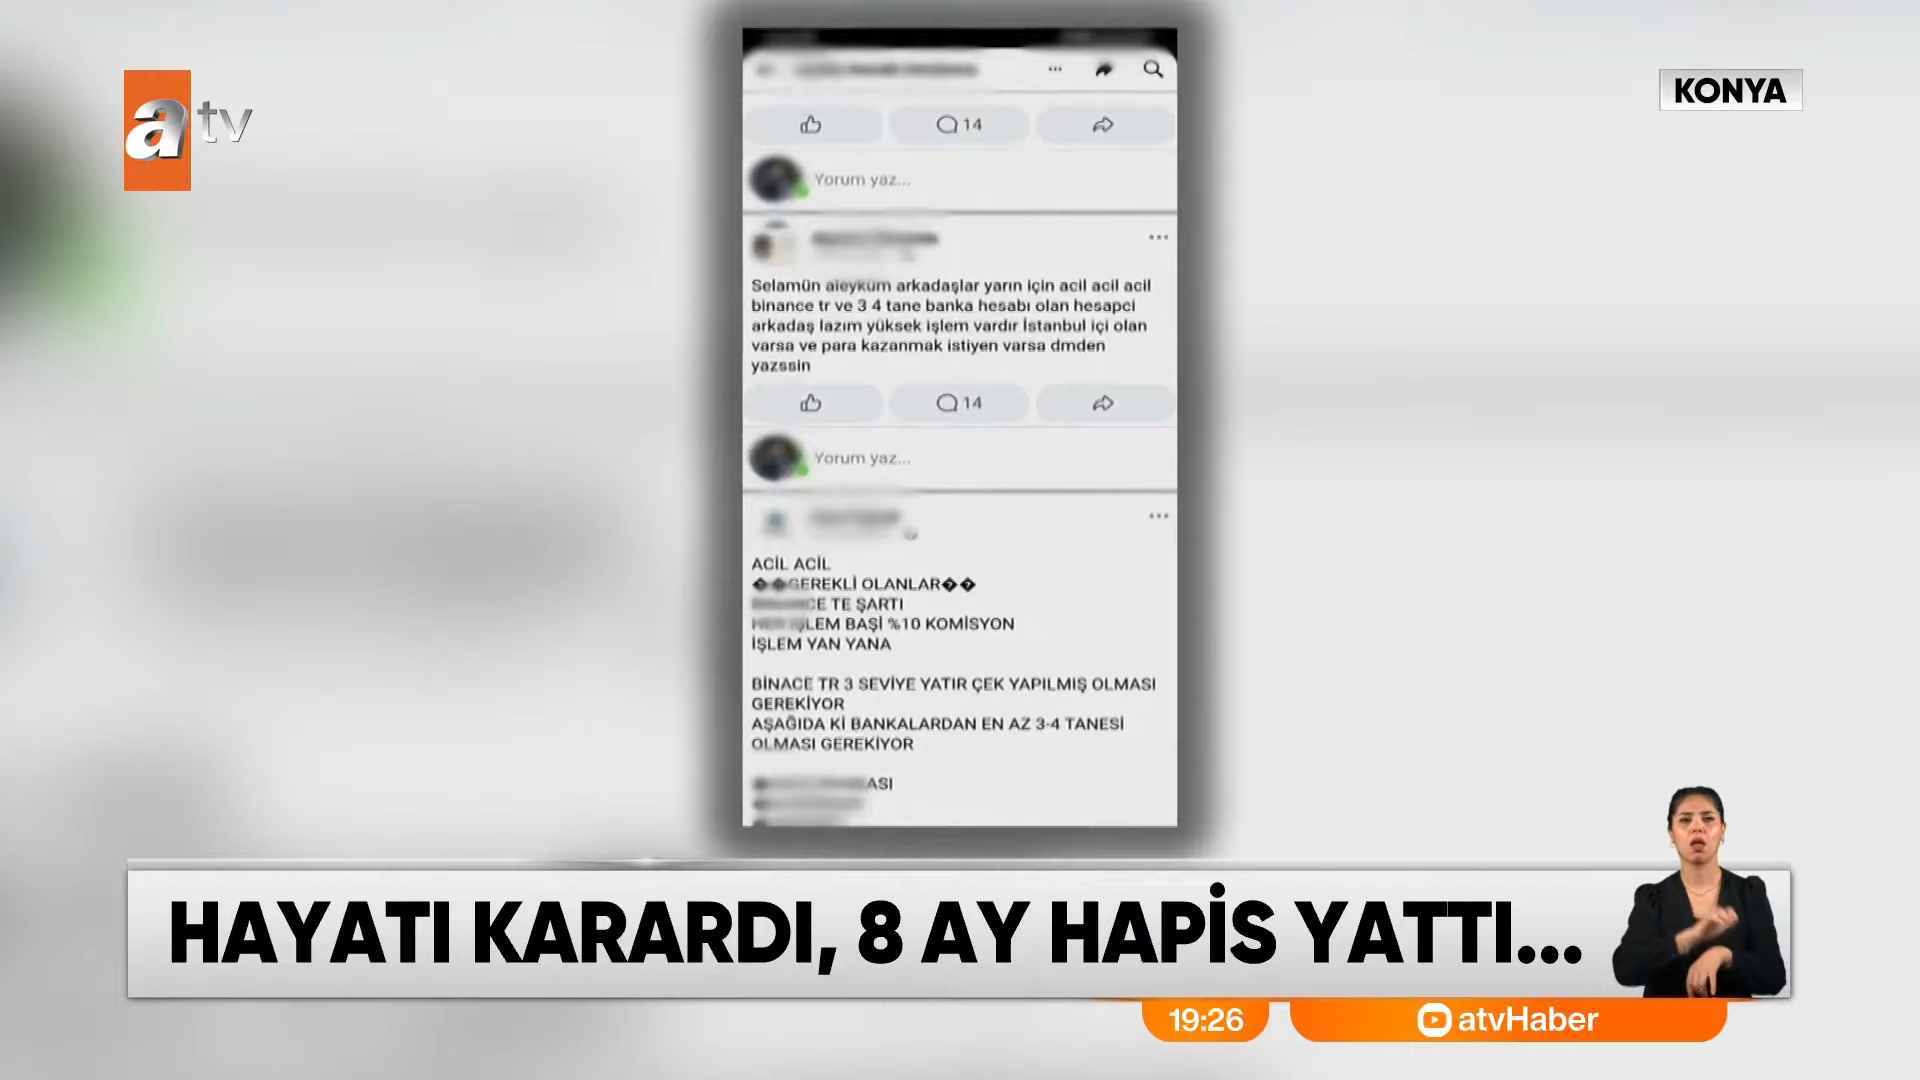 a tv
KONYA
14
Yorum yaz...
Selamün aleyküm arkadaşlar yarın için acil acil acil
binance tr ve 3 4 tane banka hesabı olan hesapci
arkadaş lazım yüksek işlem vardır İstanbul içi olan
varsa ve para kazanmak istiyen varsa dmden
yazssin
14
Yorum yaz...
ACİL ACİL
��GEREKLİ OLANLAR��
TE ŞARTI
BAŞİ %10 KOMİSYON
İŞLEM YAN YANA
BİNACE TR 3 SEVİYE YATIR ÇEK YAPILMIŞ OLMASI
GEREKİYOR
AŞAĞIDA Kİ BANKALARDAN EN AZ 3-4 TANESİ
OLMASI GEREKİYOR
HAYATI KARARDI, 8 AY HAPİS YATTI...
19:26
atvHaber